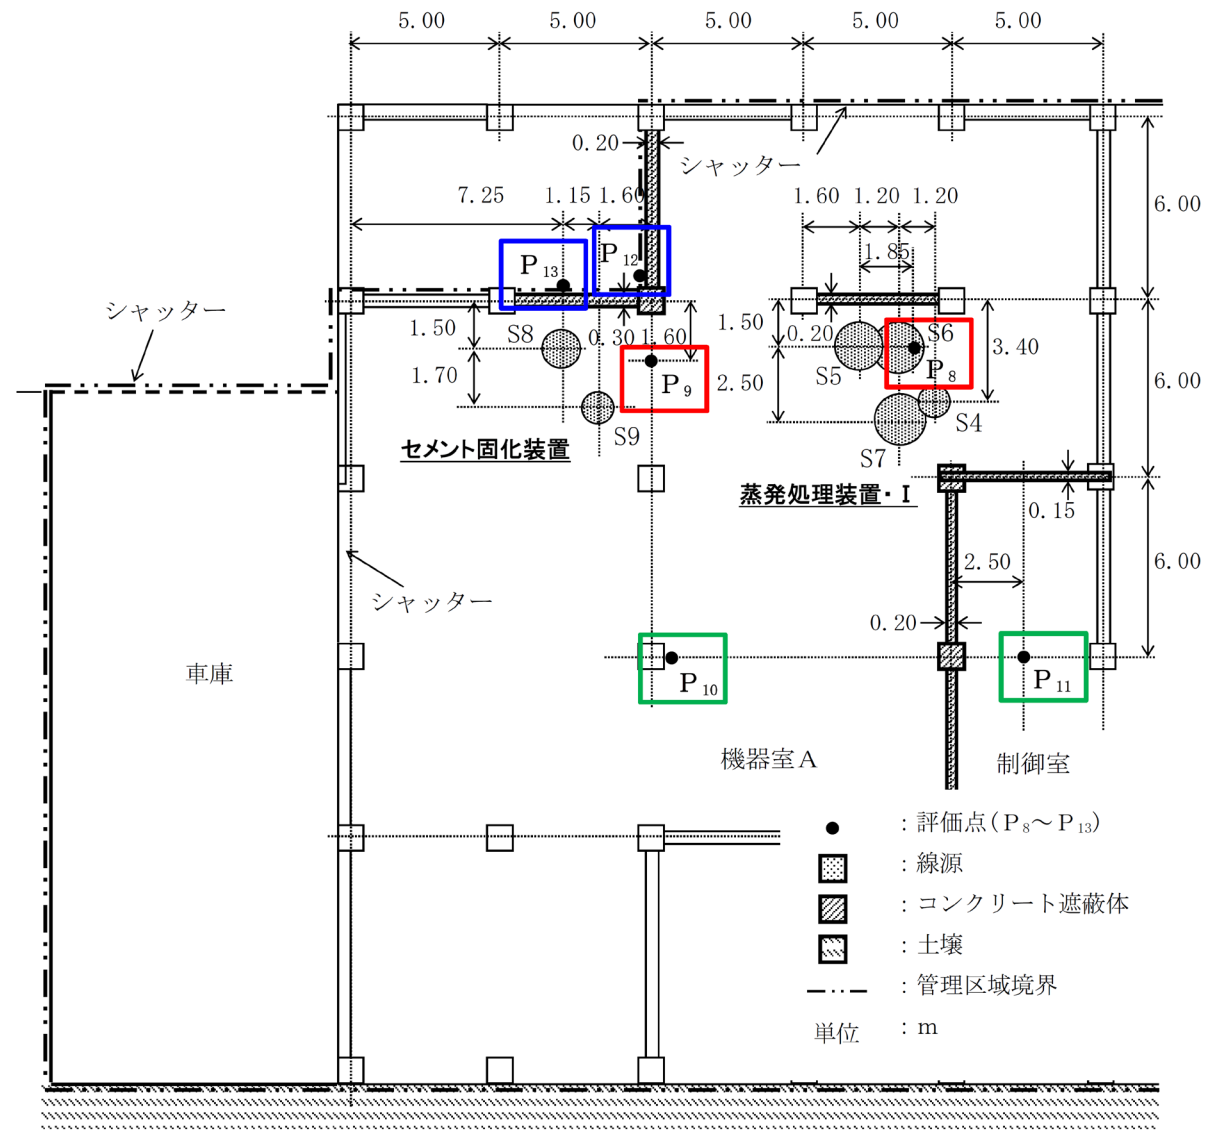 5.00 5.00 5.00 5.00 5.00
0.20
シャッター
6.00
7.25 1.15 1.60
1.60 1.20 1.20
1.85
P₁₃
P₁₂
シャッター
1.50
S8
0.30
1.60
1.50
0.20
S6
3.40
6.00
1.70
P₉
S5
P₈
2.50
S9
S4
S7
セメント固化装置
蒸発処理装置・Ⅰ
0.15
2.50
6.00
シャッター
0.20
車庫
P₁₀
P₁₁
機器室A
制御室
：評価点(P₈～P₁₃)
：線源
：コンクリート遮蔽体
：土壌
：管理区域境界
単位 ：m